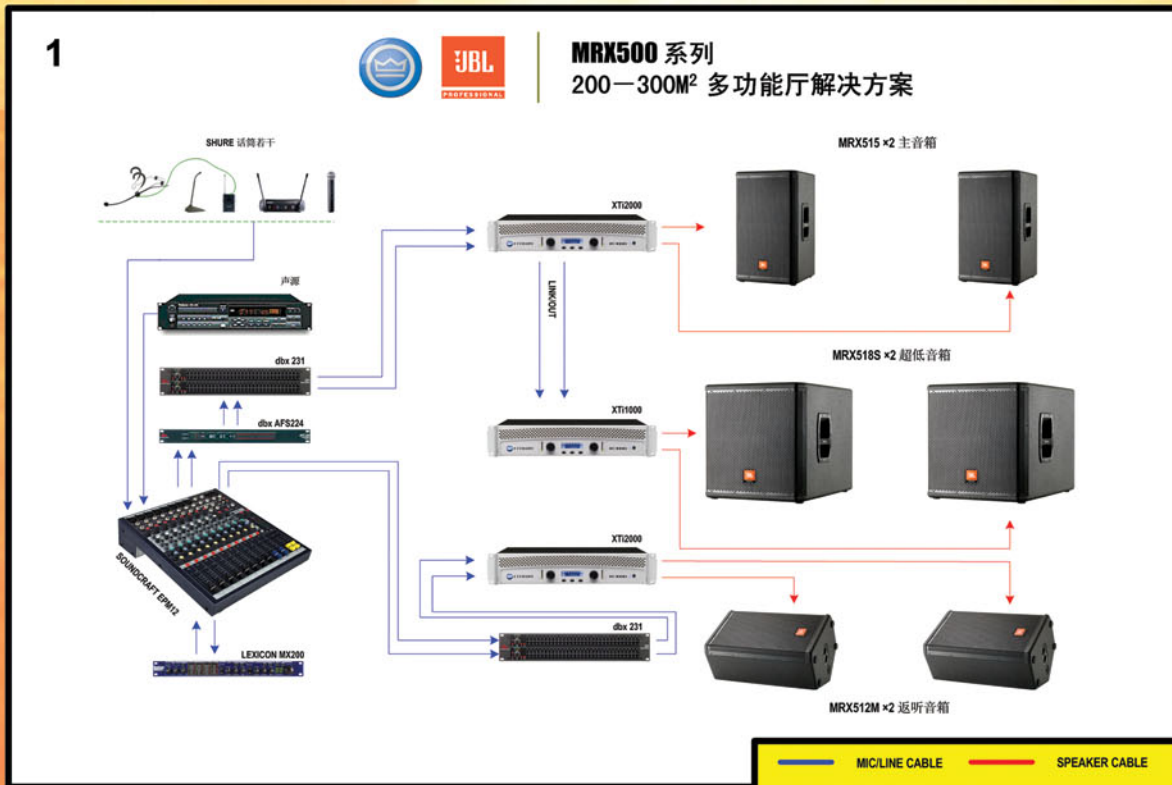 1
JBL
PROFESSIONAL
MRX500 系列
200－300M² 多功能厅解决方案
SHURE 话筒若干
MRX515 ×2 主音箱
XTi2000
声源
LINK/OUT
dbx 231
MRX518S ×2 超低音箱
XTi1000
dbx AFS224
XTi2000
SOUNDCRAFT EPM12
dbx 231
LEXICON MX200
MRX512M ×2 返听音箱
MIC/LINE CABLE
SPEAKER CABLE